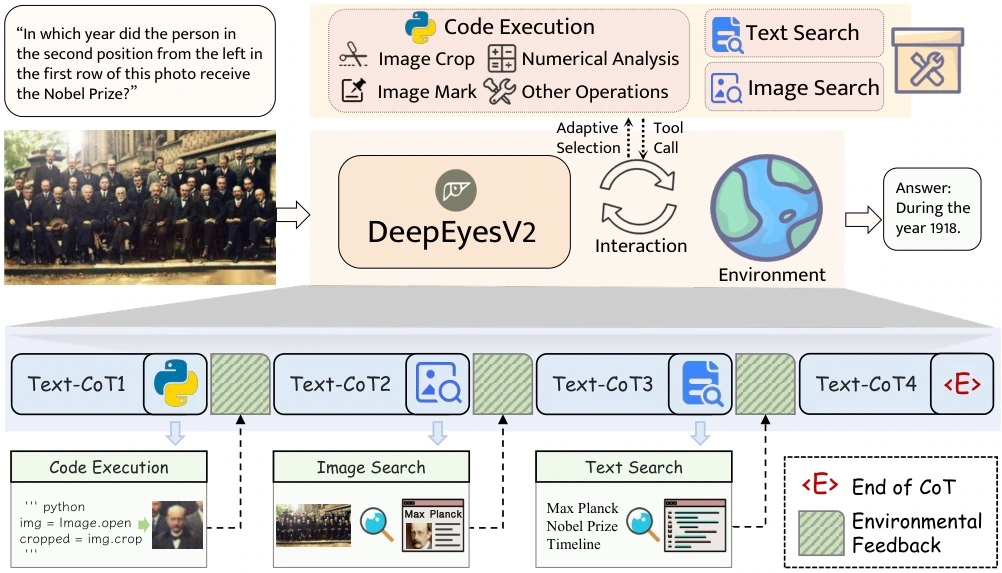 “In which year did the person in
the second position from the left in
the first row of this photo receive
the Nobel Prize?”
Code Execution
Image Crop
Numerical Analysis
Image Mark
Other Operations
Text Search
Image Search
Adaptive
Selection
Tool
Call
DeepEyesV2
Interaction
Environment
Answer:
During the
year 1918.
Text-CoT1
Text-CoT2
Text-CoT3
Text-CoT4
<E>
Code Execution
''' python
img = Image.open
cropped = img.crop
'''
Image Search
Max Planck
Text Search
Max Planck
Nobel Prize
Timeline
<E> End of CoT
Environmental
Feedback